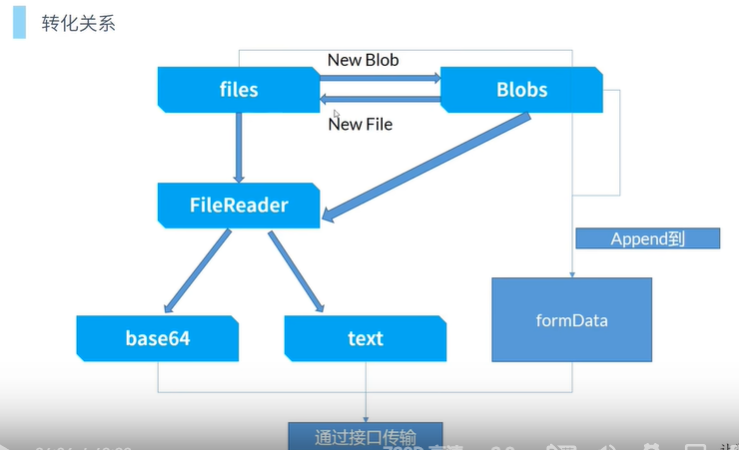 转化关系
New Blob
files
Blobs
New File
FileReader
Append到
formData
base64
text
通过接口传输